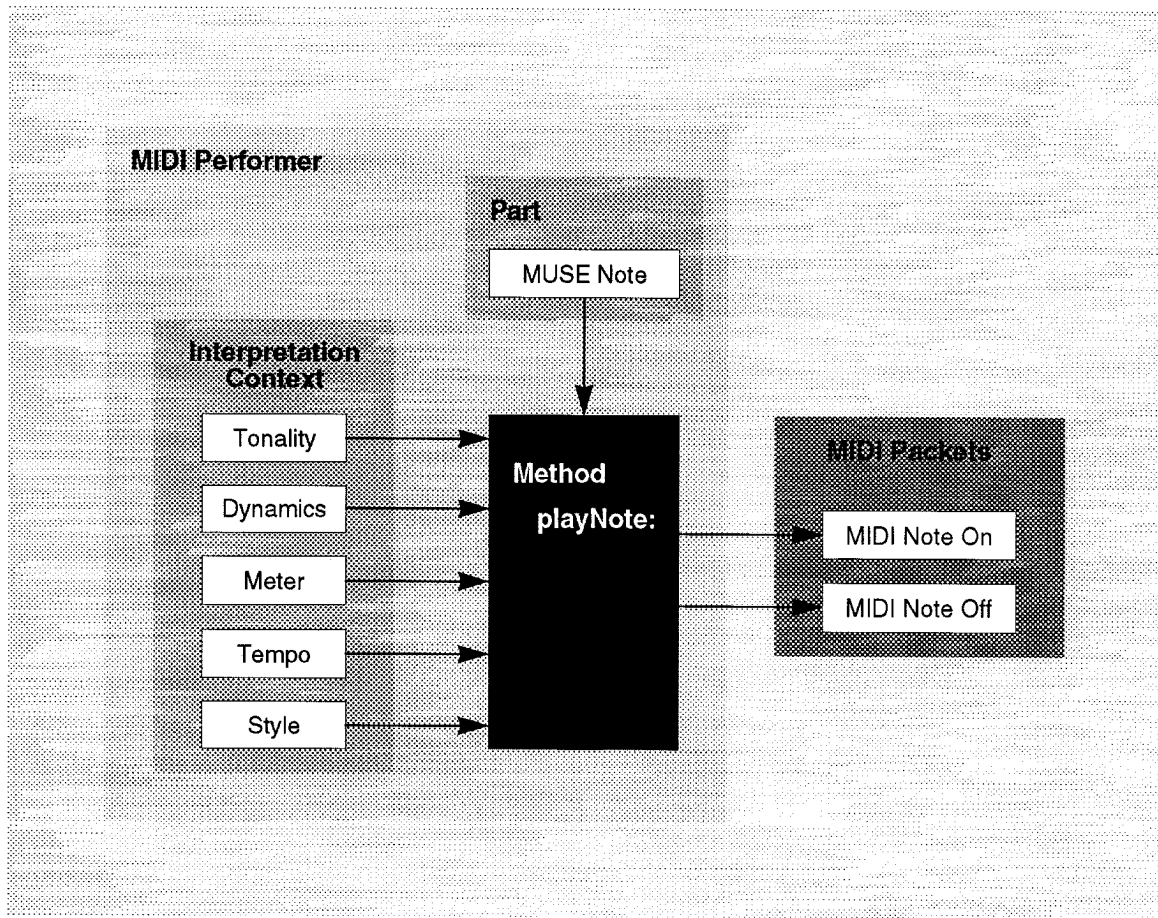 MIDI Performer
Part
MUSE Note
Interpretation
Context
Tonality
Dynamics
Meter
Tempo
Style
Method
playNote:
MIDI Packets
MIDI Note On
MIDI Note Off